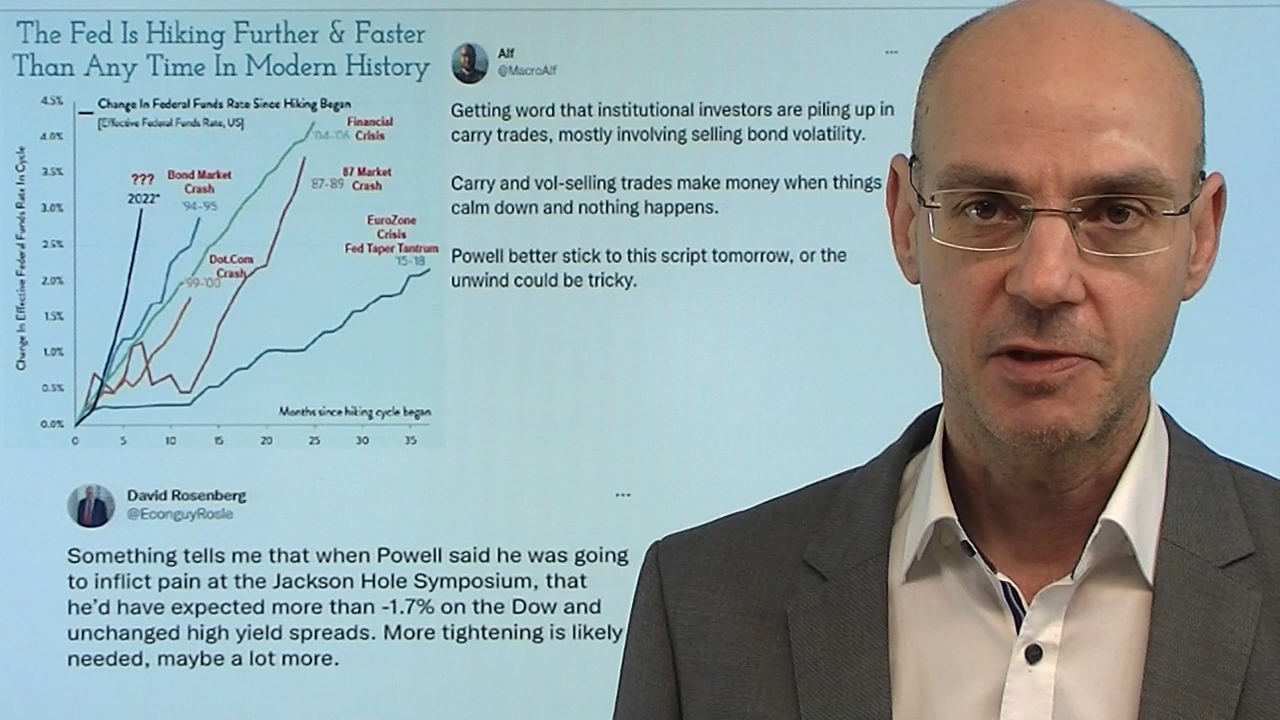 The Fed Is Hiking Further & Faster
Than Any Time In Modern History
4.5%
4.0%
3.5%
3.0%
2.5%
2.0%
1.5%
1.0%
0.5%
0.0%
Change In Effective Federal Funds Rate In Cycle
Change In Federal Funds Rate Since Hiking Began
[Effective Federal Funds Rate, US]
'04-'06
Financial
Crisis
???
2022*
Bond Market
Crash
'94-95
'87-89
87 Market
Crash
EuroZone
Crisis
Fed Taper Tantrum
'15-18
Dot.Com
Crash
'99-'00
Months since hiking cycle began
0 5 10 15 20 25 30 35
Alf
@MacroAlf
...
Getting word that institutional investors are piling up in
carry trades, mostly involving selling bond volatility.
Carry and vol-selling trades make money when things
calm down and nothing happens.
Powell better stick to this script tomorrow, or the
unwind could be tricky.
David Rosenberg
@EconguyRosie
...
Something tells me that when Powell said he was going
to inflict pain at the Jackson Hole Symposium, that
he'd have expected more than -1.7% on the Dow and
unchanged high yield spreads. More tightening is likely
needed, maybe a lot more.